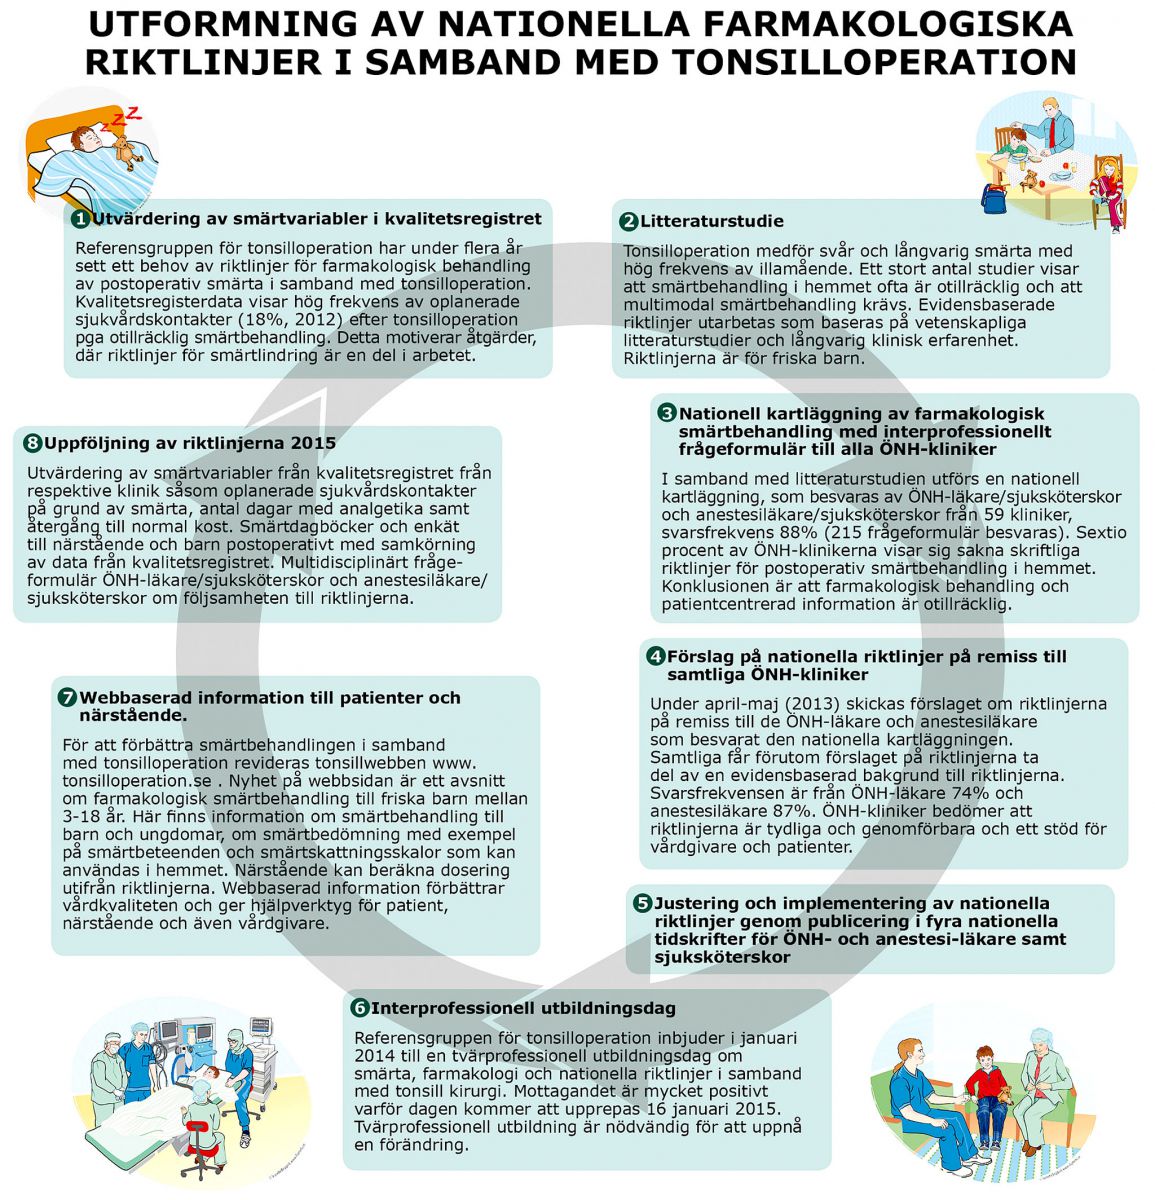 UTFORMNING AV NATIONELLA FARMAKOLOGISKA
RIKTLINJER I SAMBAND MED TONSILLOPERATION
zzz
1 Utvärdering av smärtvariabler i kvalitetsregistret
Referensgruppen för tonsilloperation har under flera år
sett ett behov av riktlinjer för farmakologisk behandling
av postoperativ smärta i samband med tonsilloperation.
Kvalitetsregisterdata visar hög frekvens av oplanerade
sjukvårdskontakter (18%, 2012) efter tonsilloperation
pga otillräcklig smärtbehandling. Detta motiverar åtgärder,
där riktlinjer för smärtlindring är en del i arbetet.
2 Litteraturstudie
Tonsilloperation medför svår och långvarig smärta med
hög frekvens av illamående. Ett stort antal studier visar
att smärtbehandling i hemmet ofta är otillräcklig och att
multimodal smärtbehandling krävs. Evidensbaserade
riktlinjer utarbetas som baseras på vetenskapliga
litteraturstudier och långvarig klinisk erfarenhet.
Riktlinjerna är för friska barn.
3 Nationell kartläggning av farmakologisk
smärtbehandling med interprofessionellt
frågeformulär till alla ÖNH-kliniker
I samband med litteraturstudien utförs en nationell
kartläggning, som besvaras av ÖNH-läkare/sjuksköterskor
och anestesiläkare/sjuksköterskor från 59 kliniker,
svarsfrekvens 88% (215 frågeformulär besvaras). Sextio
procent av ÖNH-klinikerna visar sig sakna skriftliga
riktlinjer för postoperativ smärtbehandling i hemmet.
Konklusionen är att farmakologisk behandling och
patientcentrerad information är otillräcklig.
4 Förslag på nationella riktlinjer på remiss till
samtliga ÖNH-kliniker
Under april-maj (2013) skickas förslaget om riktlinjerna
på remiss till de ÖNH-läkare och anestesiläkare
som besvarat den nationella kartläggningen.
Samtliga får förutom förslaget på riktlinjerna ta
del av en evidensbaserad bakgrund till riktlinjerna.
Svarsfrekvensen är från ÖNH-läkare 74% och
anestesiläkare 87%. ÖNH-kliniker bedömer att
riktlinjerna är tydliga och genomförbara och ett stöd för
vårdgivare och patienter.
5 Justering och implementering av nationella
riktlinjer genom publicering i fyra nationella
tidskrifter för ÖNH- och anestesi-läkare samt
sjuksköterskor
6 Interprofessionell utbildningsdag
Referensgruppen för tonsilloperation inbjuder i januari
2014 till en tvärprofessionell utbildningsdag om
smärta, farmakologi och nationella riktlinjer i samband
med tonsill kirurgi. Mottagandet är mycket positivt
varför dagen kommer att upprepas 16 januari 2015.
Tvärprofessionell utbildning är nödvändig för att uppnå
en förändring.
7 Webbaserad information till patienter och
närstående.
För att förbättra smärtbehandlingen i samband
med tonsilloperation revideras tonsillwebben www.
tonsilloperation.se . Nyhet på webbsidan är ett avsnitt
om farmakologisk smärtbehandling till friska barn mellan
3-18 år. Här finns information om smärtbehandling till
barn och ungdomar, om smärtbedömning med exempel
på smärtbeteenden och smärtskattningsskalor som kan
användas i hemmet. Närstående kan beräkna dosering
utifrån riktlinjerna. Webbaserad information förbättrar
vårdkvaliteten och ger hjälpverktyg för patient,
närstående och även vårdgivare.
8 Uppföljning av riktlinjerna 2015
Utvärdering av smärtvariabler från kvalitetsregistret från
respektive klinik såsom oplanerade sjukvårdskontakter
på grund av smärta, antal dagar med analgetika samt
återgång till normal kost. Smärtdagböcker och enkät
till närstående och barn postoperativt med samkörning
av data från kvalitetsregistret. Multidisciplinärt fråge-
formulär ÖNH-läkare/sjuksköterskor och anestesiläkare/
sjuksköterskor om följsamheten till riktlinjerna.